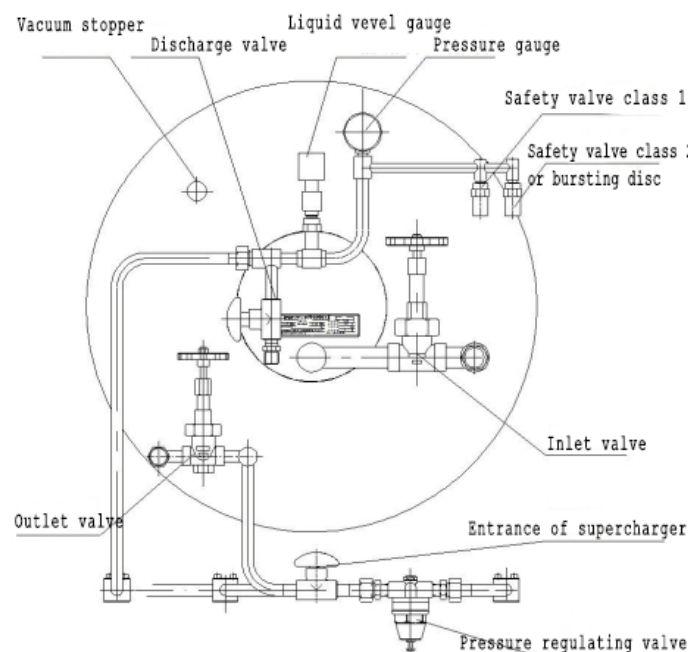 Vacuum stopper
Liquid vevel gauge
Discharge valve
Pressure gauge
Safety valve class 1
Safety valve class 2
or bursting disc
Inlet valve
Outlet valve
Entrance of supercharger
Pressure regulating valve